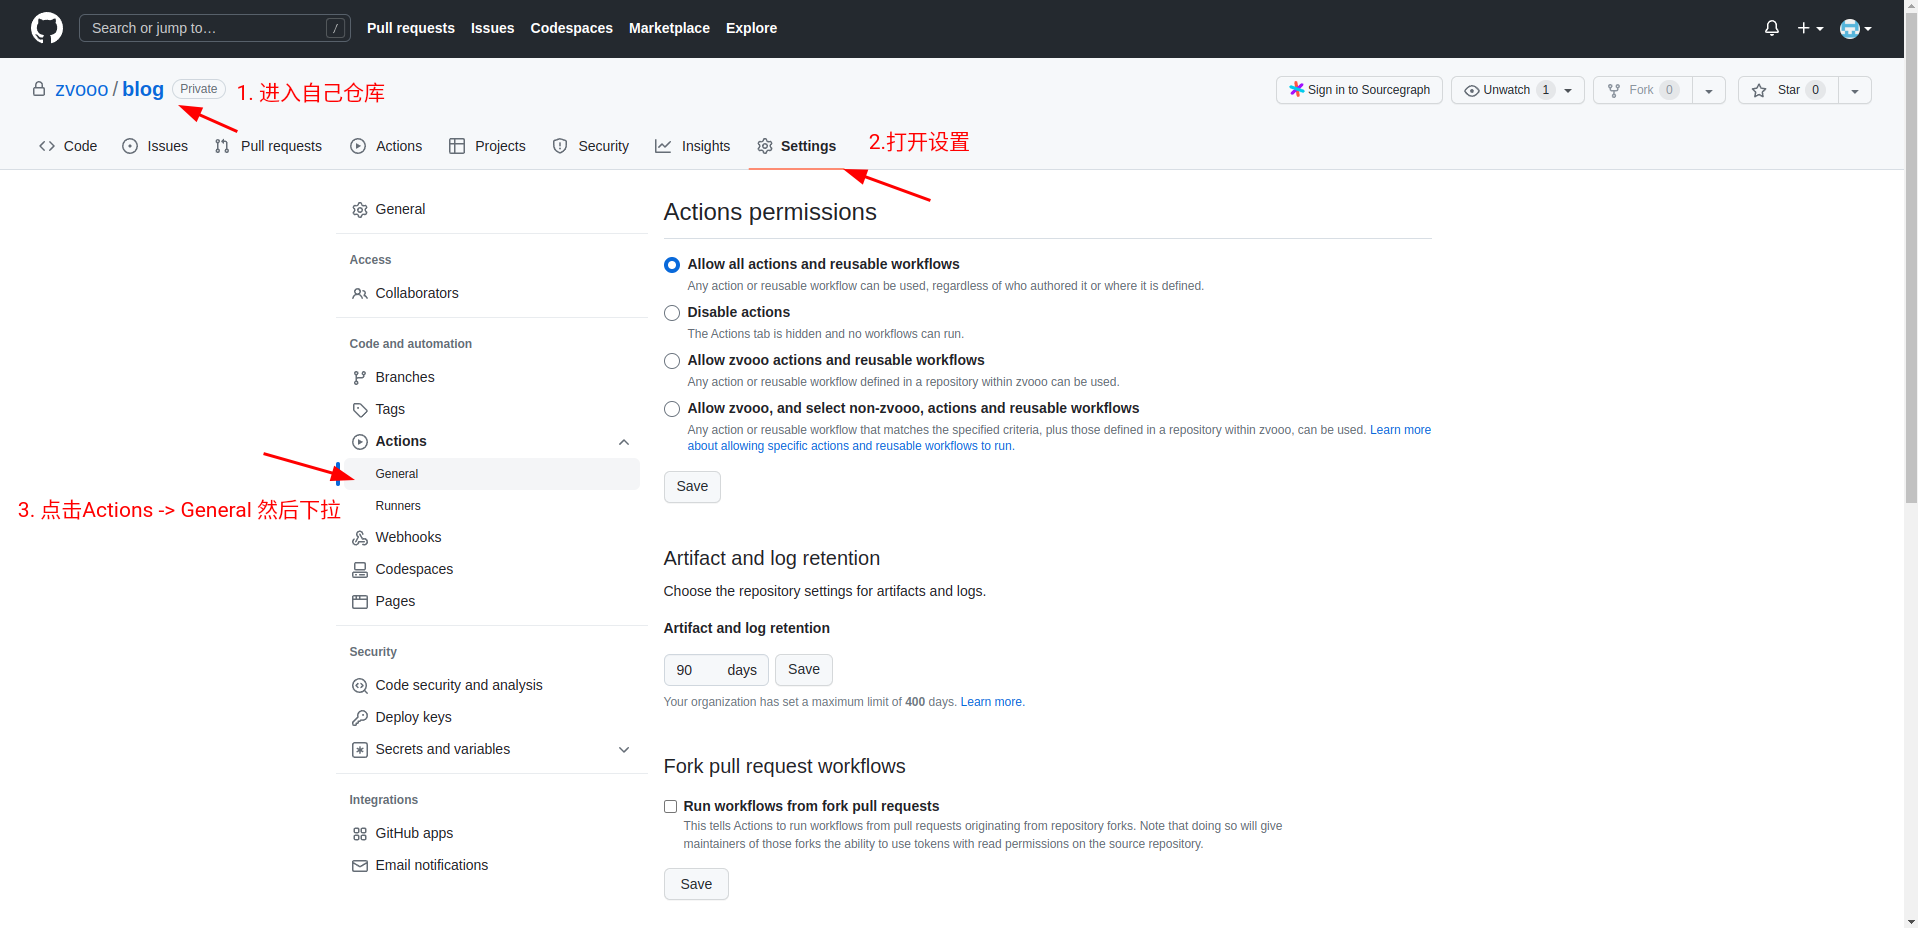 Search or jump to… /
Pull requests Issues Codespaces Marketplace Explore
zvooo / blog Private
1. 进入自己仓库
Sign in to Sourcegraph Unwatch 1 Fork 0 Star 0
Code Issues Pull requests Actions Projects Security Insights Settings
2.打开设置
General
Access
Collaborators
Code and automation
Branches
Tags
Actions
General
3. 点击Actions -> General 然后下拉
Runners
Webhooks
Codespaces
Pages
Security
Code security and analysis
Deploy keys
Secrets and variables
Integrations
GitHub apps
Email notifications
Actions permissions
Allow all actions and reusable workflows
Any action or reusable workflow can be used, regardless of who authored it or where it is defined.
Disable actions
The Actions tab is hidden and no workflows can run.
Allow zvooo actions and reusable workflows
Any action or reusable workflow defined in a repository within zvooo can be used.
Allow zvooo, and select non-zvooo, actions and reusable workflows
Any action or reusable workflow that matches the specified criteria, plus those defined in a repository within zvooo, can be used. Learn more
about allowing specific actions and reusable workflows to run.
Save
Artifact and log retention
Choose the repository settings for artifacts and logs.
Artifact and log retention
90 days Save
Your organization has set a maximum limit of 400 days. Learn more.
Fork pull request workflows
Run workflows from fork pull requests
This tells Actions to run workflows from pull requests originating from repository forks. Note that doing so will give
maintainers of those forks the ability to use tokens with read permissions on the source repository.
Save